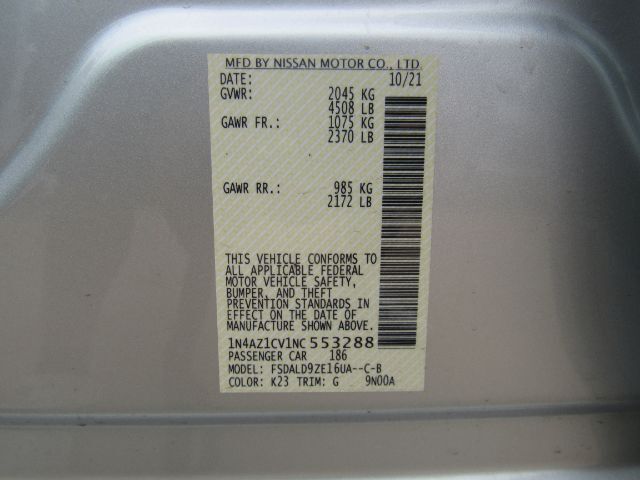 MFD BY NISSAN MOTOR CO., LTD.
DATE: 10/21
GVWR: 2045 KG
4508 LB
GAWR FR.: 1075 KG
2370 LB
GAWR RR.: 985 KG
2172 LB
THIS VEHICLE CONFORMS TO
ALL APPLICABLE FEDERAL
MOTOR VEHICLE SAFETY,
BUMPER, AND THEFT
PREVENTION STANDARDS IN
EFFECT ON THE DATE OF
MANUFACTURE SHOWN ABOVE.
1N4AZ1CV1NC 553288
PASSENGER CAR 186
MODEL: FSDALD9ZE16UA--C-B
COLOR: K23 TRIM: G 9N00A